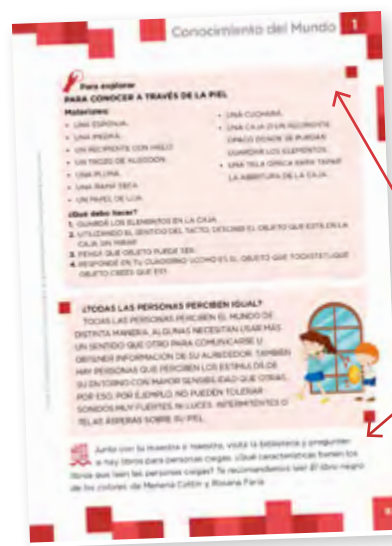 Conocimiento del Mundo 1
Para explorar
PARA CONOCER A TRAVÉS DE LA PIEL
Materiales:
• UNA ESPONJA.
• UNA PIEDRA.
• UN RECIPIENTE CON HIELO.
• UN TROZO DE ALGODÓN.
• UNA PLUMA.
• UNA RAMA SECA.
• UN PAPEL DE LIJA.
• UNA CUCHARA.
• UNA CAJA O UN RECIPIENTE
OPACO DONDE SE PUEDAN
GUARDAR LOS ELEMENTOS.
• UNA TELA OPACA PARA TAPAR
LA ABERTURA DE LA CAJA.
¿Qué debo hacer?
1. GUARDÁ LOS ELEMENTOS EN LA CAJA.
2. UTILIZANDO EL SENTIDO DEL TACTO, DESCRIBÍ EL OBJETO QUE ESTÁ EN LA
CAJA SIN MIRAR.
3. PENSÁ QUE OBJETO PUEDE SER.
4. RESPONDÉ EN TU CUADERNO: ¿CÓMO ES EL OBJETO QUE TOCASTE?, ¿QUÉ
OBJETO CREÉS QUE ES?
¿TODAS LAS PERSONAS PERCIBEN IGUAL?
TODAS LAS PERSONAS PERCIBEN EL MUNDO DE
DISTINTA MANERA. ALGUNAS NECESITAN USAR MÁS
UN SENTIDO QUE OTRO PARA COMUNICARSE U
OBTENER INFORMACIÓN DE SU ALREDEDOR. TAMBIÉN
HAY PERSONAS QUE PERCIBEN LOS ESTÍMULOS DE
SU ENTORNO CON MAYOR SENSIBILIDAD QUE OTRAS.
POR ESO, POR EJEMPLO, NO PUEDEN TOLERAR
SONIDOS MUY FUERTES, NI LUCES INTERMITENTES O
TELAS ÁSPERAS SOBRE SU PIEL.
Junto con tu maestra o maestro, visitá la biblioteca y pregunten
si hay libros para personas ciegas. ¿Qué características tienen los
libros que leen las personas ciegas? Te recomendamos leer El libro negro
de los colores, de Menena Cottin y Rosana Faría.